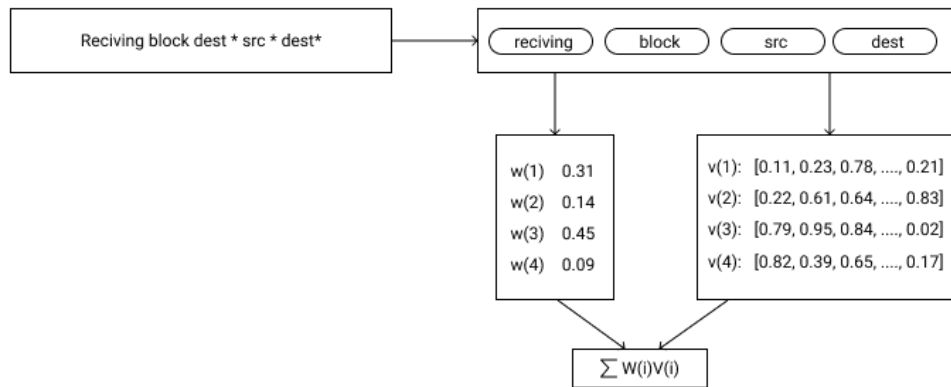 Reciving block dest * src * dest*
reciving block src dest
w(1) 0.31
w(2) 0.14
w(3) 0.45
w(4) 0.09
v(1): [0.11, 0.23, 0.78, ...., 0.21]
v(2): [0.22, 0.61, 0.64, ...., 0.83]
v(3): [0.79, 0.95, 0.84, ...., 0.02]
v(4): [0.82, 0.39, 0.65, ...., 0.17]
∑ W(i)V(i)